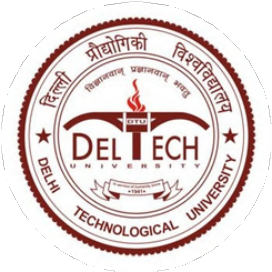 दिल्ली प्रौद्योगिकी विश्वविद्यालय
विज्ञानवान् प्रज्ञानवान् भवतु
DTU
DELTECH
UNIVERSITY
•1941•
★ DELHI TECHNOLOGICAL UNIVERSITY ★